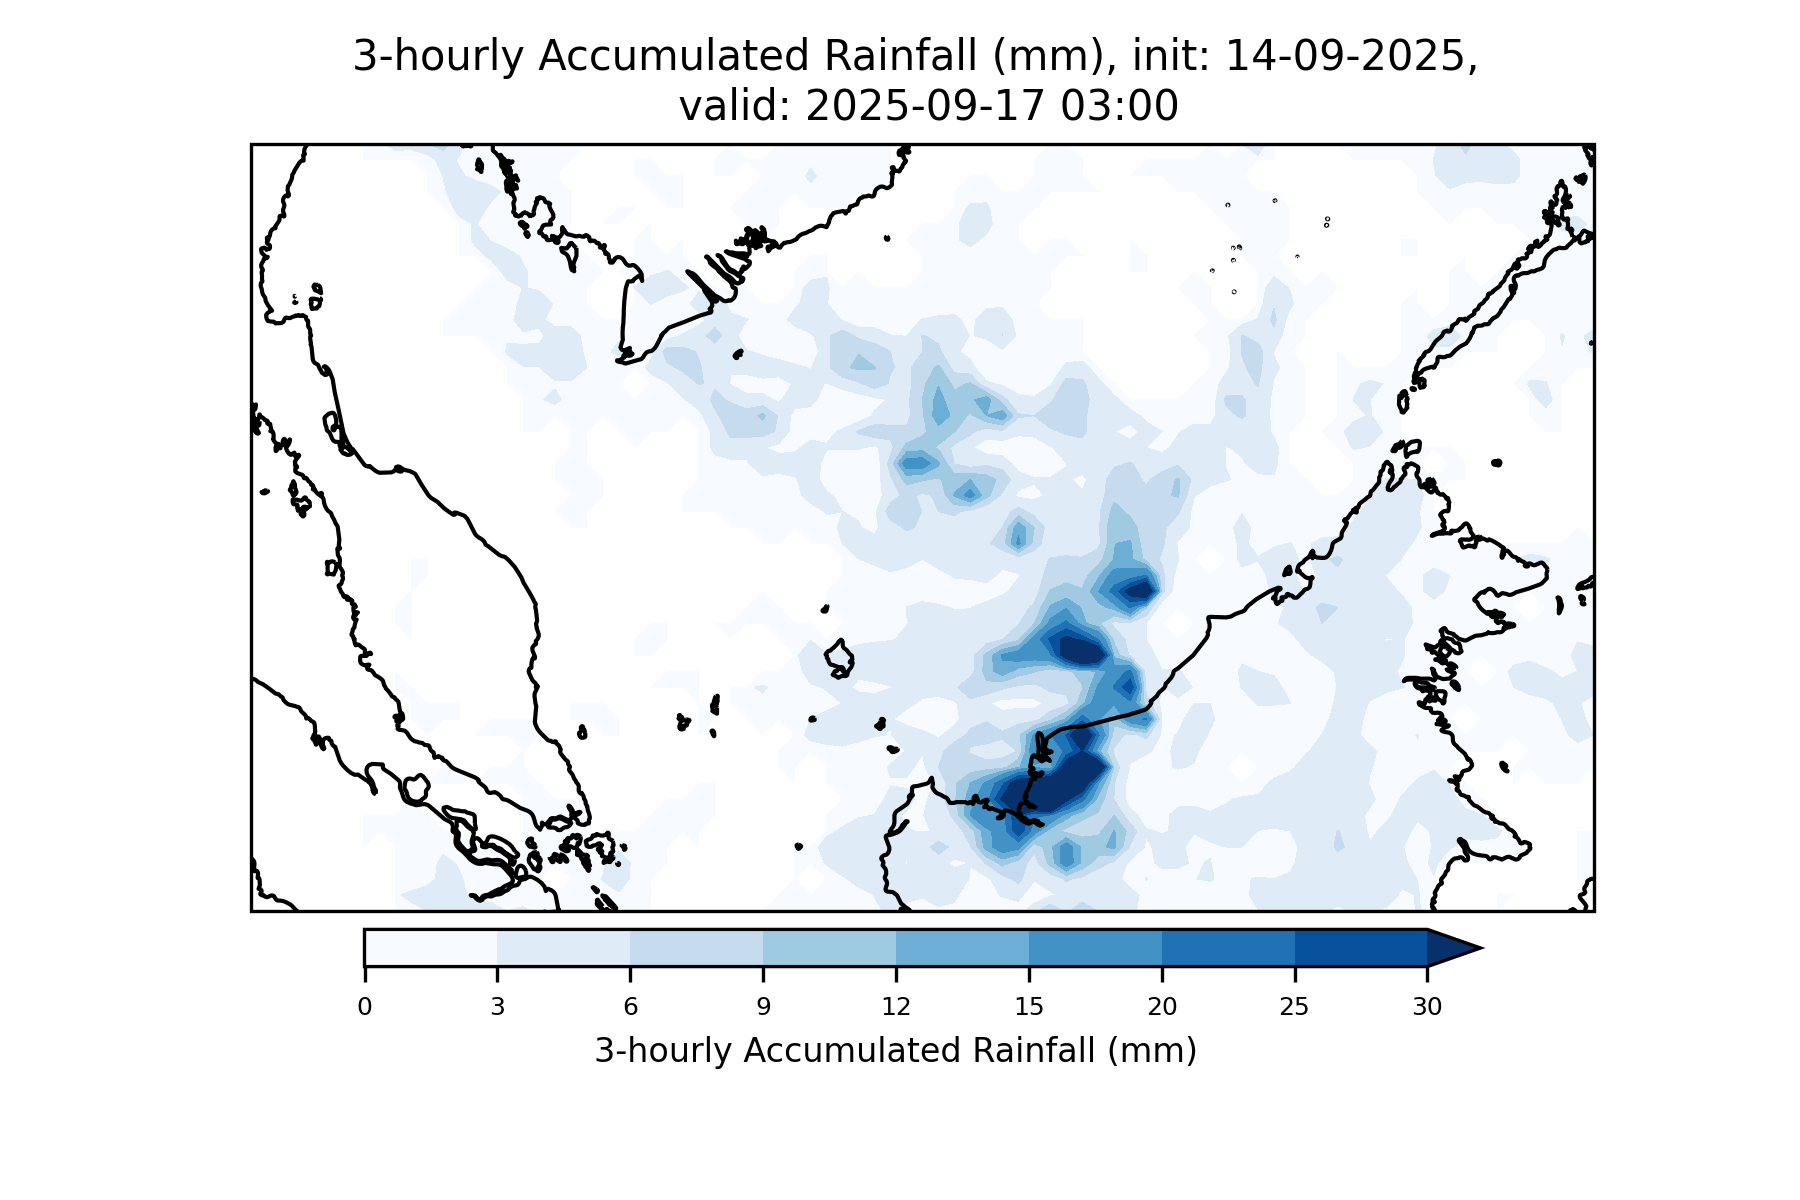 3-hourly Accumulated Rainfall (mm), init: 14-09-2025,
valid: 2025-09-17 03:00
0 3 6 9 12 15 20 25 30
3-hourly Accumulated Rainfall (mm)